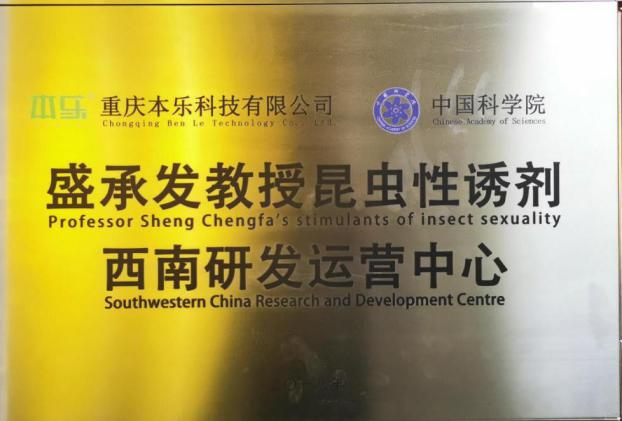 本乐 重庆本乐科技有限公司 中国科学院
Chongqing Ben Le Technology Co., Ltd. Chinese Academy of Sciences
盛承发教授昆虫性诱剂
Professor Sheng Chengfa's stimulants of insect sexuality
西南研发运营中心
Southwestern China Research and Development Centre